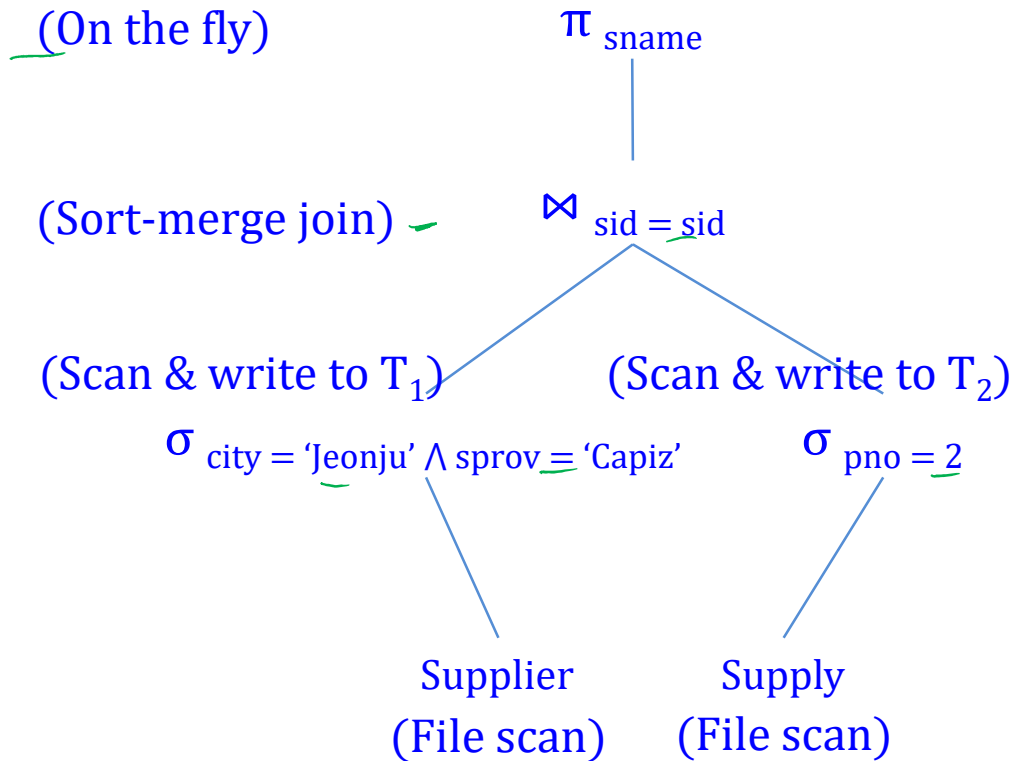 (On the fly) π sname
(Sort-merge join) ⋈ sid = sid
(Scan & write to T₁) (Scan & write to T₂)
σ city = ‘Jeonju’ Λ sprov = ‘Capiz’ σ pno = 2
Supplier Supply
(File scan) (File scan)